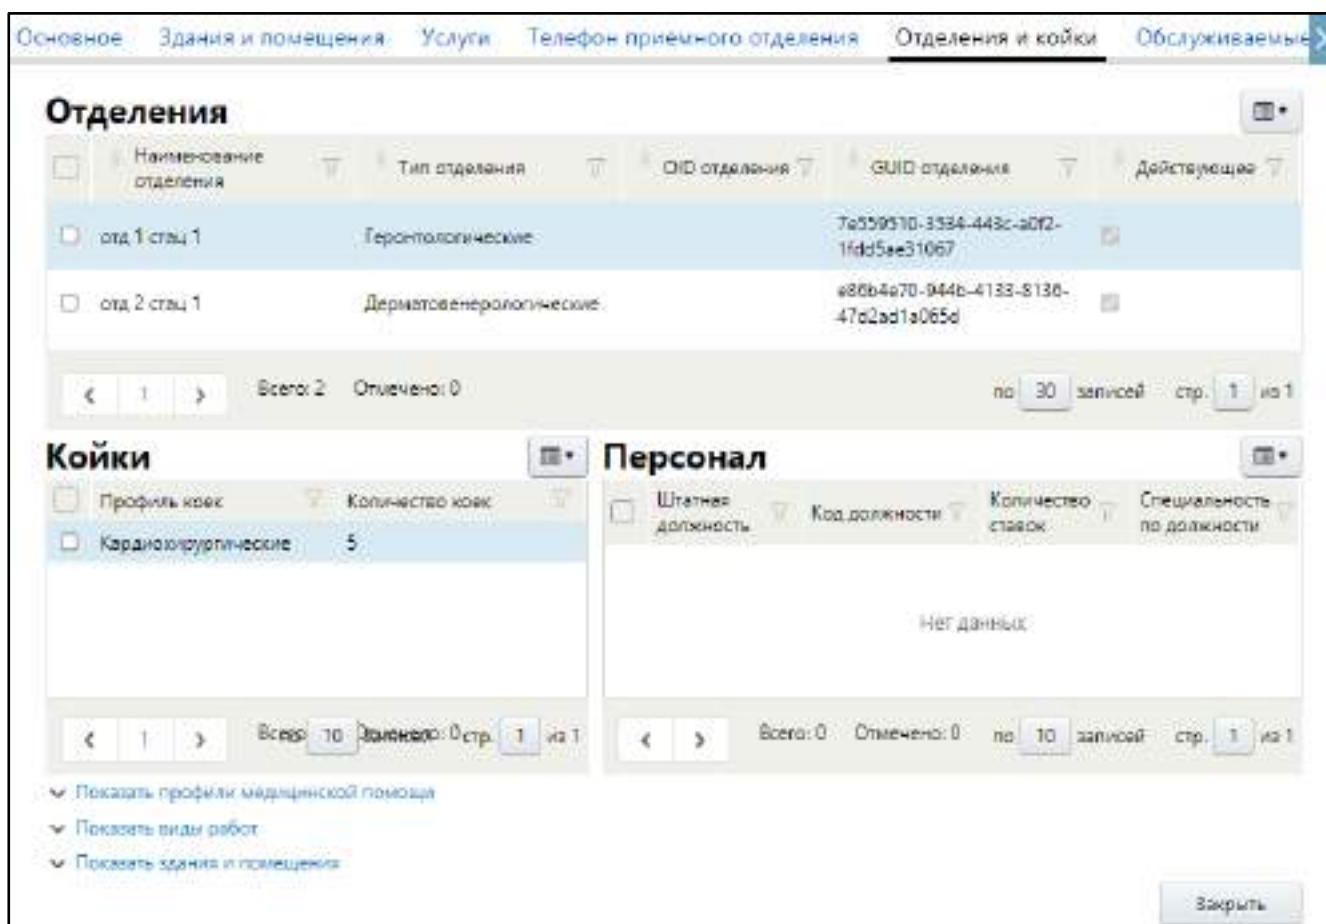 Основное Здания и помещения Услуги Телефон приемного отделения Отделения и койки Обслуживаемые
Отделения
Наименование отделения Тип отделения OID отделения GUID отделения Действующее
отд 1 стац 1 Геронтологические 7e559510-3534-443c-a0f2-
1fdd5ae31067
отд 2 стац 1 Дерматовенерологические e86b4e70-944b-4133-8136-
47d2ad1a065d
1 Всего: 2 Отмечено: 0 по 30 записей стр. 1 из 1
Койки Персонал
Профиль коек Количество коек Штатная должность Код должности Количество ставок Специальность по должности
Кардиохирургические 5
Нет данных
1 Отмечено: 0 10 стр. 1 из 1 Всего: 0 Отмечено: 0 по 10 записей стр. 1 из 1
Показать профили медицинской помощи
Показать виды работ
Показать здания и помещения
Закрыть